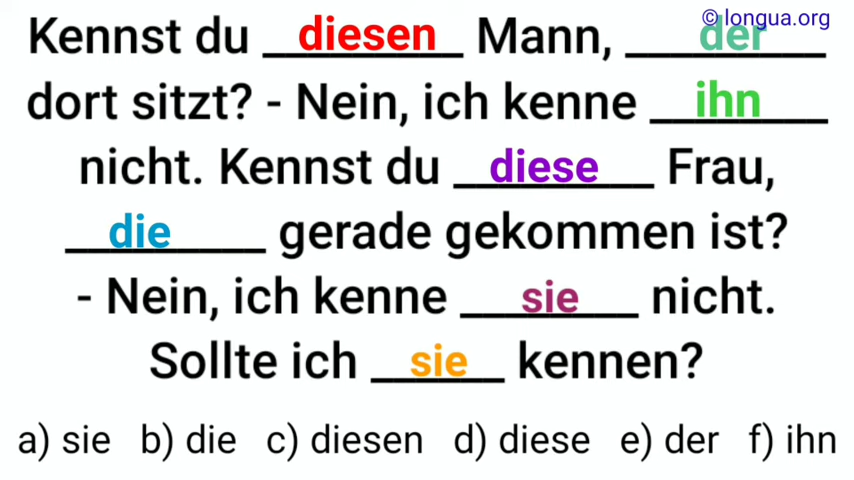 © longua.org
Kennst du diesen Mann, der
dort sitzt? - Nein, ich kenne ihn
nicht. Kennst du diese Frau,
die gerade gekommen ist?
- Nein, ich kenne sie nicht.
Sollte ich sie kennen?
a) sie b) die c) diesen d) diese e) der f) ihn